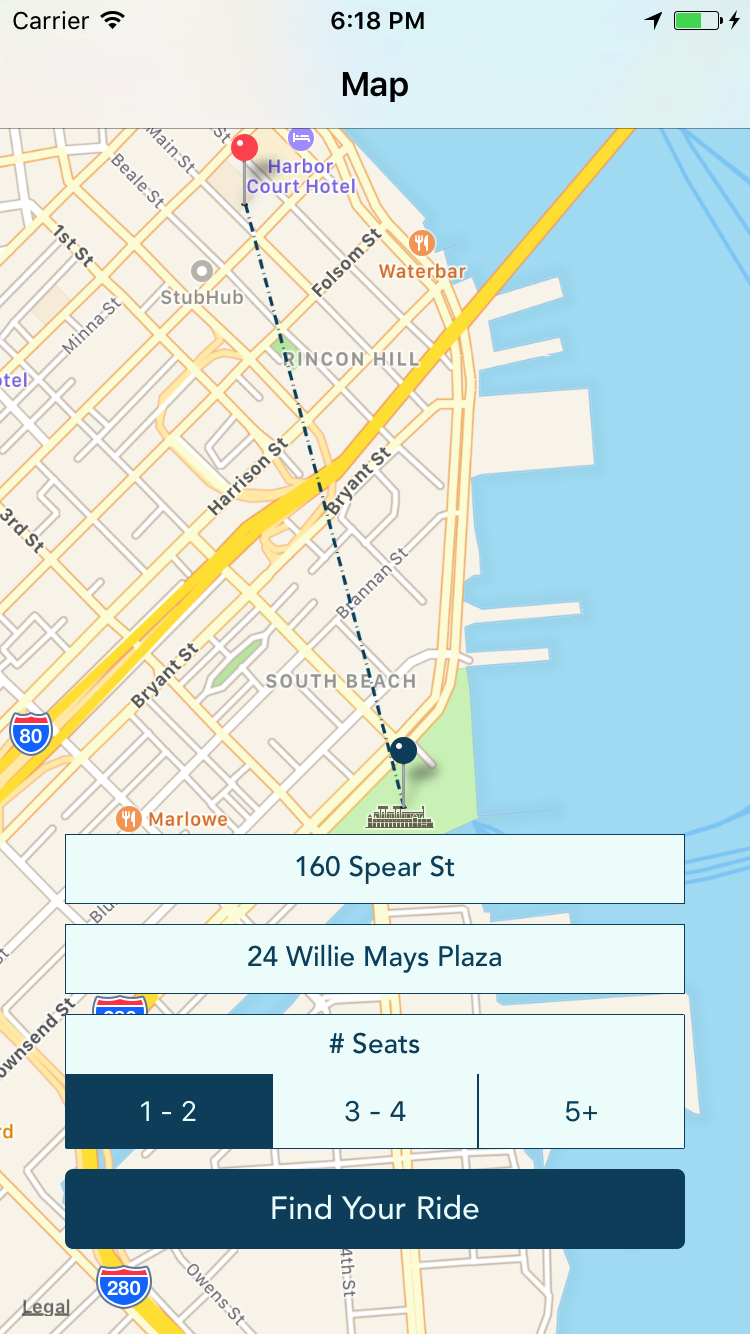 Carrier
6:18 PM
Map
Main St
St
Harbor
Court Hotel
Beale St
1st St
Folsom St
Waterbar
StubHub
Minna St
RINCON HILL
otel
Harrison St
Bryant St
3rd St
Brannan St
Bryant St
SOUTH BEACH
80
Marlowe
160 Spear St
Blu
24 Willie Mays Plaza
St
ownsend St
# Seats
1 - 2
3 - 4
5+
rd
Find Your Ride
4th St
280
Owens St
Legal